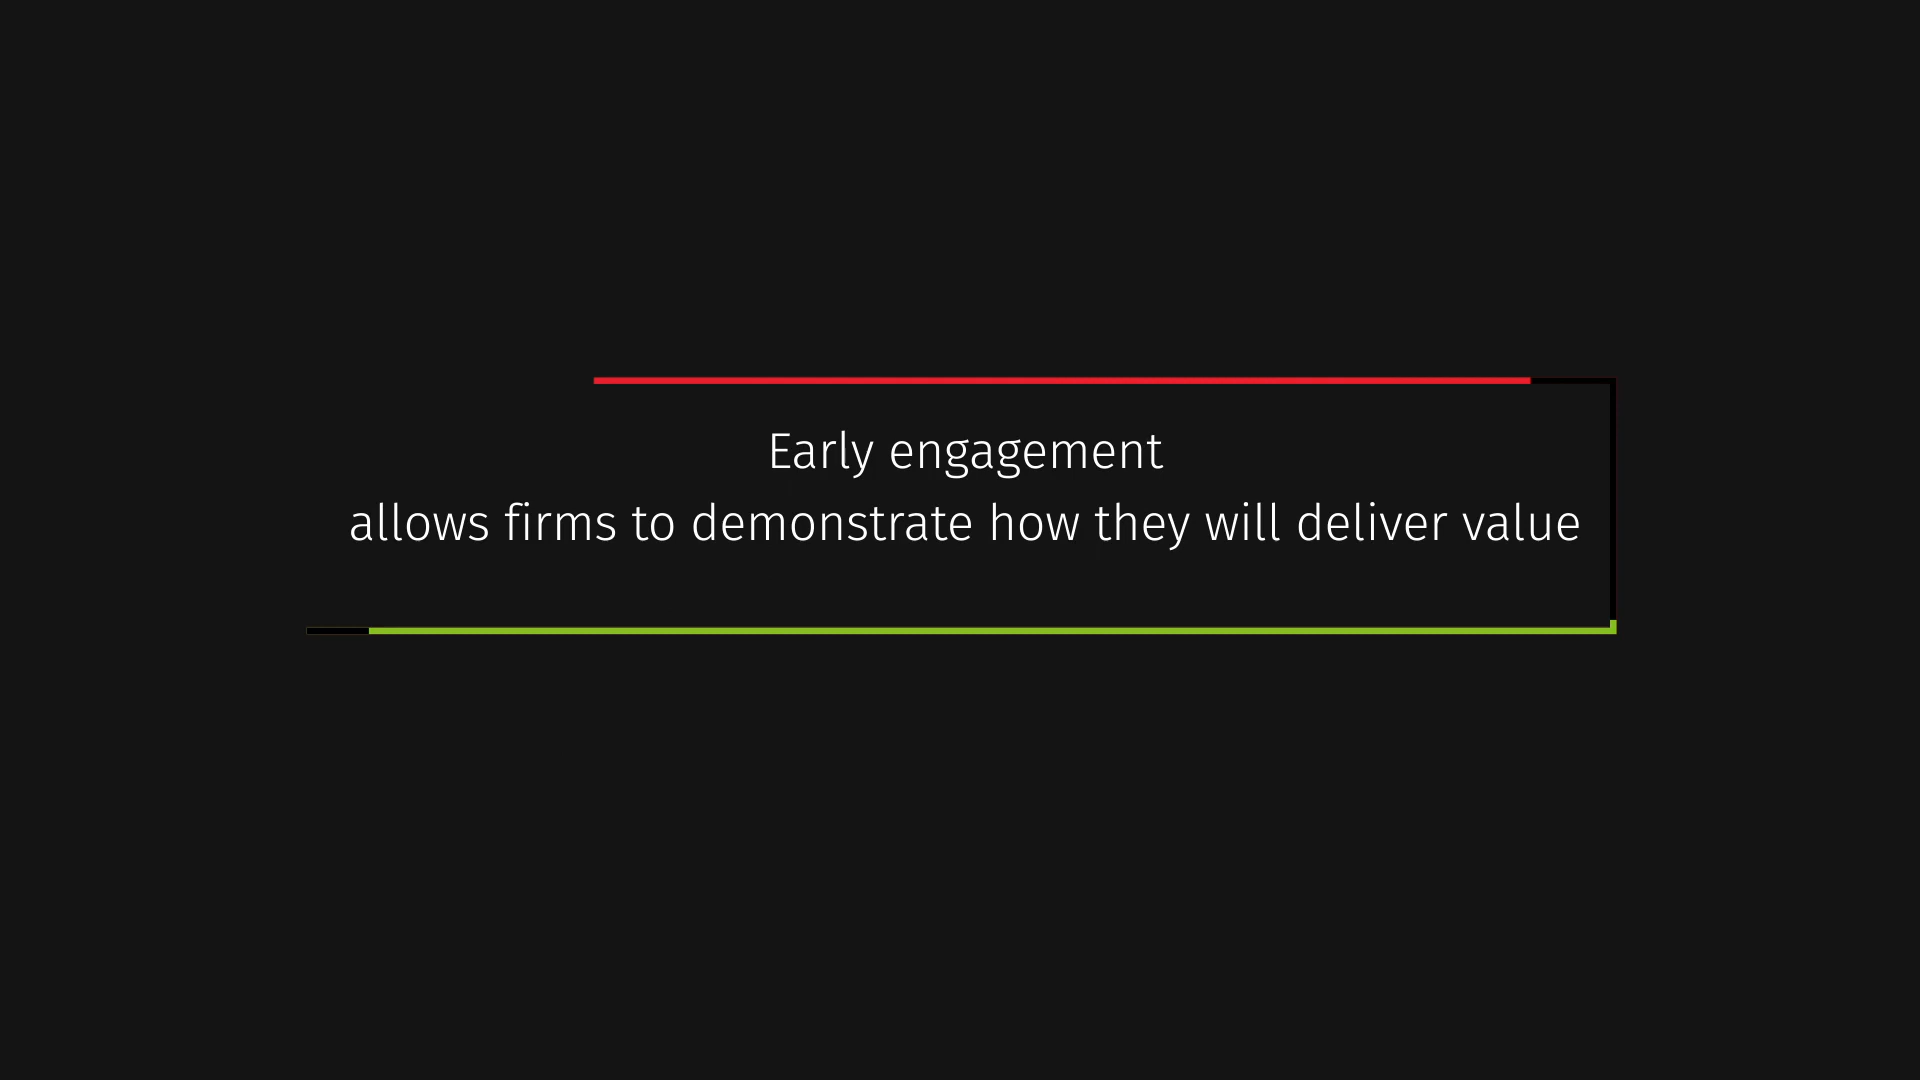 Early engagement
allows firms to demonstrate how they will deliver value